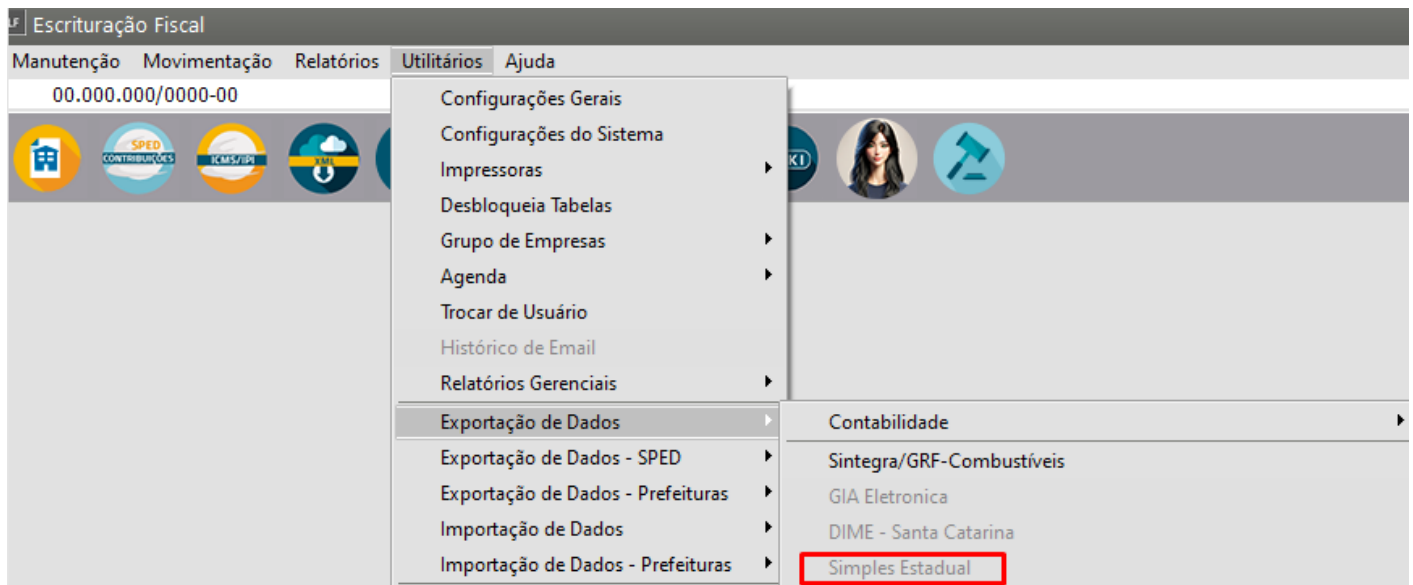 LF Escrituração Fiscal
Manutenção Movimentação Relatórios Utilitários Ajuda
00.000.000/0000-00
SPED CONTRIBUIÇÕES
ICMS/IPI
XML
KI
Configurações Gerais
Configurações do Sistema
Impressoras
Desbloqueia Tabelas
Grupo de Empresas
Agenda
Trocar de Usuário
Histórico de Email
Relatórios Gerenciais
Exportação de Dados
Exportação de Dados - SPED
Exportação de Dados - Prefeituras
Importação de Dados
Importação de Dados - Prefeituras
Contabilidade
Sintegra/GRF-Combustíveis
GIA Eletronica
DIME - Santa Catarina
Simples Estadual